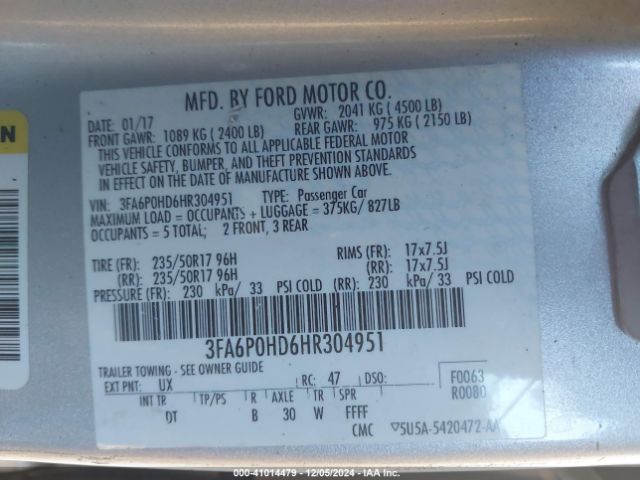 MFD. BY FORD MOTOR CO.
DATE: 01/17 GVWR: 2041 KG ( 4500 LB)
FRONT GAWR: 1089 KG ( 2400 LB) REAR GAWR: 975 KG ( 2150 LB)
THIS VEHICLE CONFORMS TO ALL APPLICABLE FEDERAL MOTOR
VEHICLE SAFETY, BUMPER, AND THEFT PREVENTION STANDARDS
IN EFFECT ON THE DATE OF MANUFACTURE SHOWN ABOVE.
VIN: 3FA6P0HD6HR304951 TYPE: Passenger Car
MAXIMUM LOAD = OCCUPANTS + LUGGAGE = 375KG/ 827LB
OCCUPANTS = 5 TOTAL; 2 FRONT, 3 REAR
TIRE (FR): 235/50R17 96H RIMS (FR): 17x7.5J
(RR): 235/50R17 96H (RR): 17x7.5J
PRESSURE (FR): 230 kPa/ 33 PSI COLD (RR): 230 kPa/ 33 PSI COLD
3FA6P0HD6HR304951
TRAILER TOWING - SEE OWNER GUIDE
EXT PNT: UX RC: 47 DSO: F0063
R0080
INT TR TP/PS R AXLE TR SPR
DT B 30 W FFFF
CMC 5U5A-5420472-AA
000-41014479 - 12/05/2024 - IAA Inc.